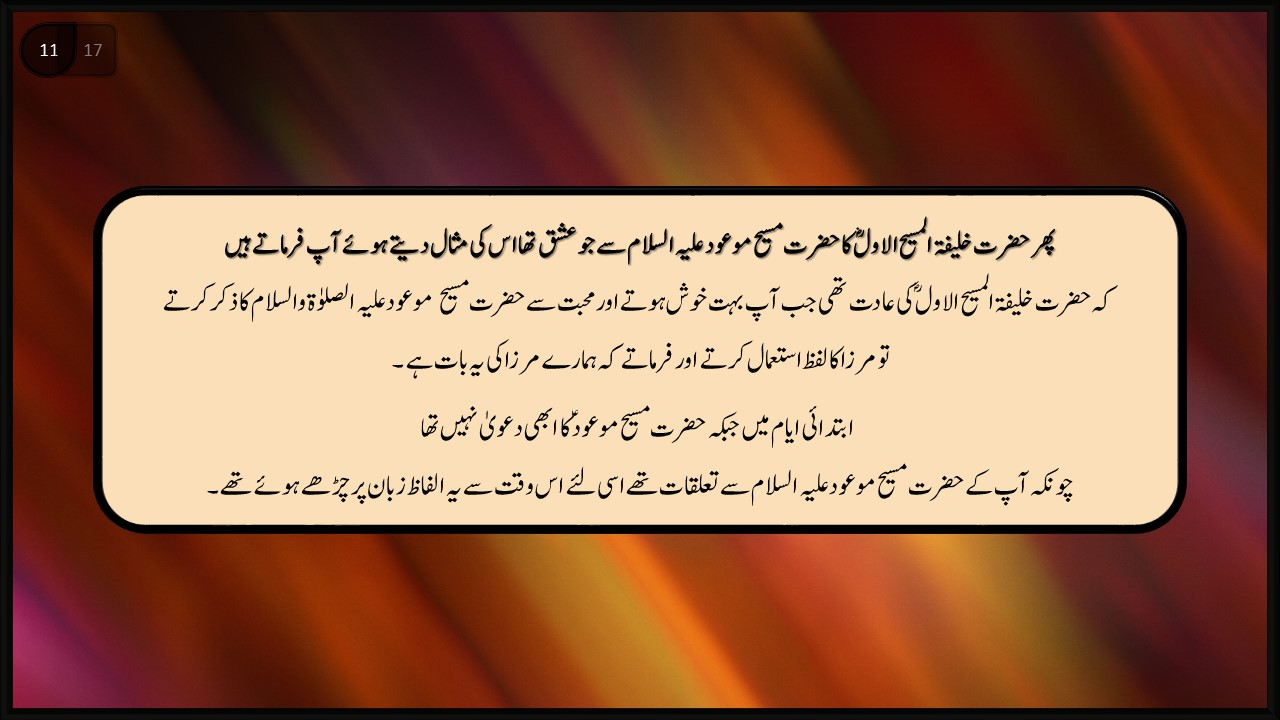 11 17
پھر حضرت خلیفۃ المسیح الاولؓ کا حضرت مسیح موعود علیہ السلام سے جو عشق تھا اس کی مثال دیتے ہوئے آپ فرماتے ہیں
کہ حضرت خلیفۃ المسیح الاولؓ کی عادت تھی جب آپ بہت خوش ہوتے اور محبت سے حضرت مسیح موعود علیہ الصلوٰۃ والسلام کا ذکر کرتے
تو مرزا کا لفظ استعمال کرتے اور فرماتے کہ ہمارے مرزا کی یہ بات ہے ۔
ابتدائی ایام میں جبکہ حضرت مسیح موعودؑ کا ابھی دعویٰ نہیں تھا
چونکہ آپ کے حضرت مسیح موعود علیہ السلام سے تعلقات تھے اسی لئے اس وقت سے یہ الفاظ زبان پر چڑھے ہوئے تھے ۔